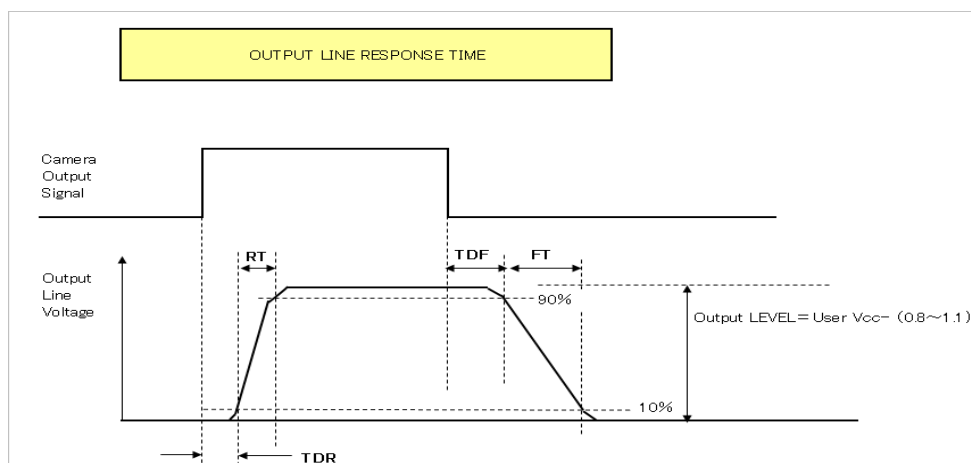 OUTPUT LINE RESPONSE TIME
Camera
Output
Signal
RT
TDF
FT
Output
Line
Voltage
90%
Output LEVEL=User Vcc-（0.8～1.1）
10%
TDR